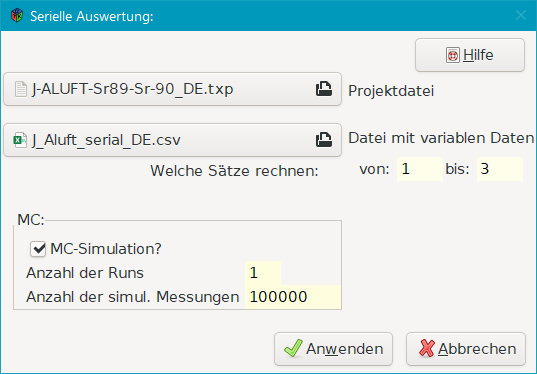 Serielle Auswertung:
Hilfe
J-ALUFT-Sr89-Sr-90_DE.txp
Projektdatei
J_Aluft_serial_DE.csv
Datei mit variablen Daten
Welche Sätze rechnen:
von: 1 bis: 3
MC:
MC-Simulation?
Anzahl der Runs 1
Anzahl der simul. Messungen 100000
Anwenden Abbrechen